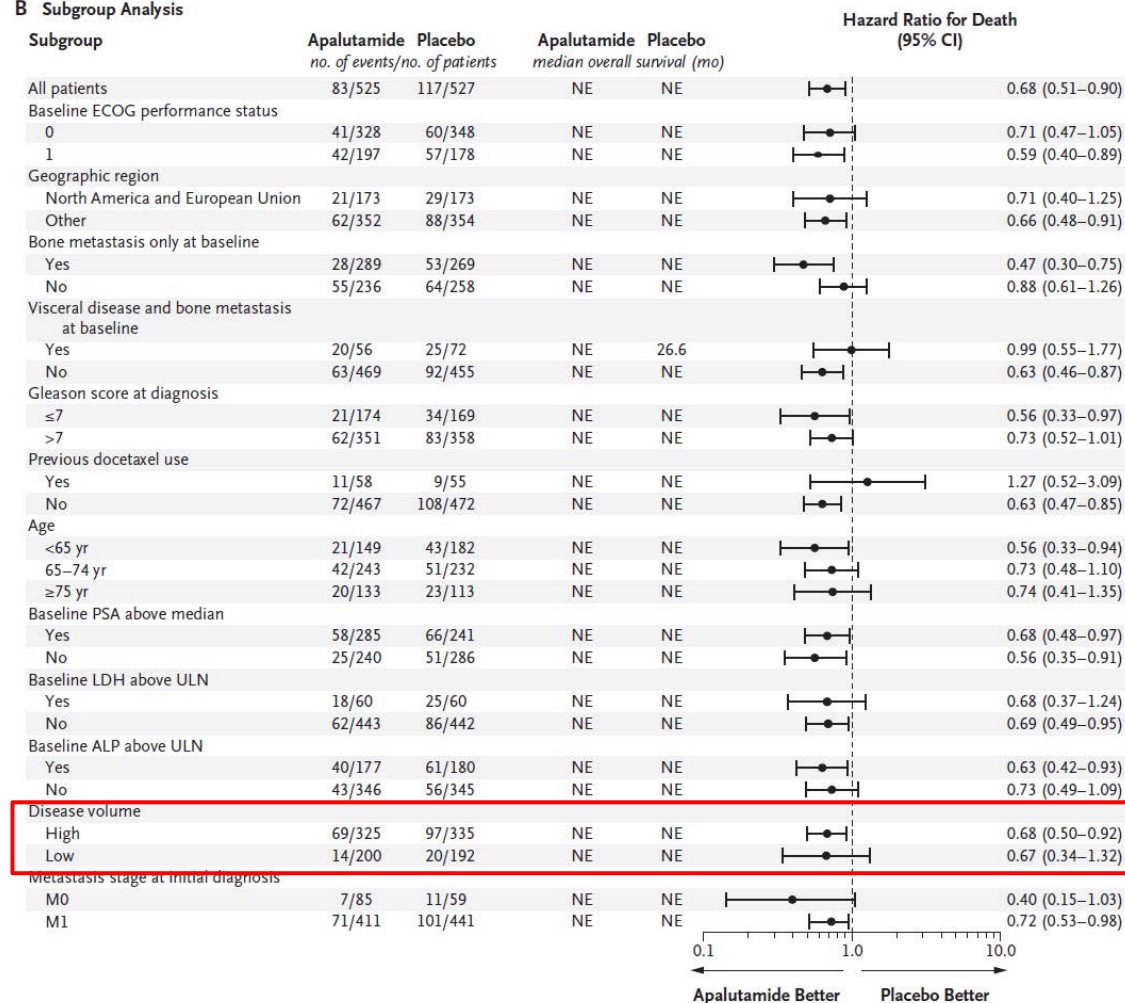 B Subgroup Analysis
Hazard Ratio for Death
(95% CI)
Subgroup Apalutamide Placebo Apalutamide Placebo
no. of events/no. of patients median overall survival (mo)
All patients 83/525 117/527 NE NE 0.68 (0.51–0.90)
Baseline ECOG performance status
0 41/328 60/348 NE NE 0.71 (0.47–1.05)
1 42/197 57/178 NE NE 0.59 (0.40–0.89)
Geographic region
North America and European Union 21/173 29/173 NE NE 0.71 (0.40–1.25)
Other 62/352 88/354 NE NE 0.66 (0.48–0.91)
Bone metastasis only at baseline
Yes 28/289 53/269 NE NE 0.47 (0.30–0.75)
No 55/236 64/258 NE NE 0.88 (0.61–1.26)
Visceral disease and bone metastasis
at baseline
Yes 20/56 25/72 NE 26.6 0.99 (0.55–1.77)
No 63/469 92/455 NE NE 0.63 (0.46–0.87)
Gleason score at diagnosis
≤7 21/174 34/169 NE NE 0.56 (0.33–0.97)
>7 62/351 83/358 NE NE 0.73 (0.52–1.01)
Previous docetaxel use
Yes 11/58 9/55 NE NE 1.27 (0.52–3.09)
No 72/467 108/472 NE NE 0.63 (0.47–0.85)
Age
<65 yr 21/149 43/182 NE NE 0.56 (0.33–0.94)
65–74 yr 42/243 51/232 NE NE 0.73 (0.48–1.10)
≥75 yr 20/133 23/113 NE NE 0.74 (0.41–1.35)
Baseline PSA above median
Yes 58/285 66/241 NE NE 0.68 (0.48–0.97)
No 25/240 51/286 NE NE 0.56 (0.35–0.91)
Baseline LDH above ULN
Yes 18/60 25/60 NE NE 0.68 (0.37–1.24)
No 62/443 86/442 NE NE 0.69 (0.49–0.95)
Baseline ALP above ULN
Yes 40/177 61/180 NE NE 0.63 (0.42–0.93)
No 43/346 56/345 NE NE 0.73 (0.49–1.09)
Disease volume
High 69/325 97/335 NE NE 0.68 (0.50–0.92)
Low 14/200 20/192 NE NE 0.67 (0.34–1.32)
Metastasis stage at initial diagnosis
M0 7/85 11/59 NE NE 0.40 (0.15–1.03)
M1 71/411 101/441 NE NE 0.72 (0.53–0.98)
0.1 1.0 10.0
Apalutamide Better Placebo Better